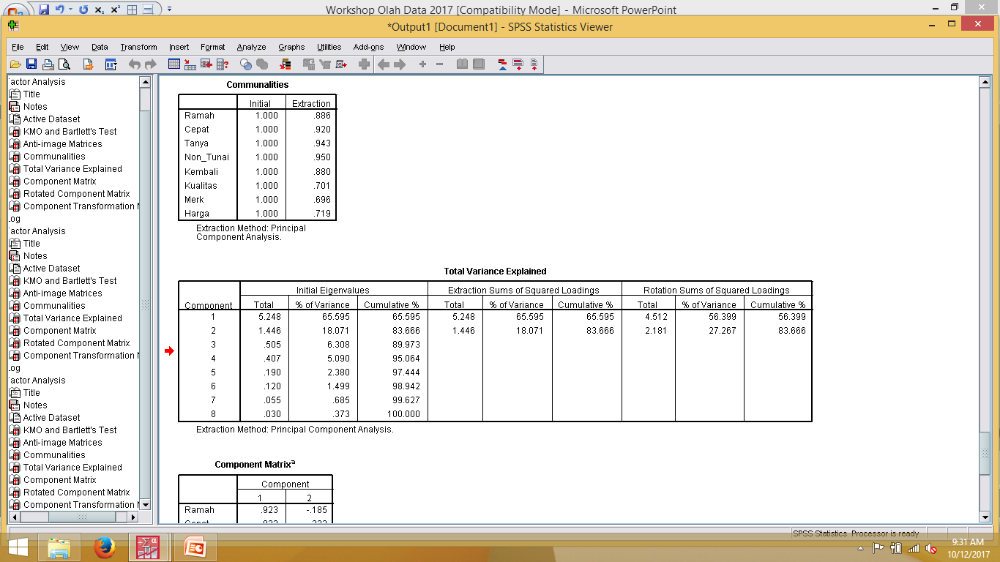 Workshop Olah Data 2017 [Compatibility Mode] - Microsoft PowerPoint
*Output1 [Document1] - SPSS Statistics Viewer
File Edit View Data Transform Insert Format Analyze Graphs Utilities Add-ons Window Help
actor Analysis
Title
Notes
Active Dataset
KMO and Bartlett's Test
Anti-image Matrices
Communalities
Total Variance Explained
Component Matrix
Rotated Component Matrix
Component Transformation
.og
actor Analysis
Title
Notes
Active Dataset
KMO and Bartlett's Test
Anti-image Matrices
Communalities
Total Variance Explained
Component Matrix
Rotated Component Matrix
Component Transformation
.og
actor Analysis
Title
Notes
Active Dataset
KMO and Bartlett's Test
Anti-image Matrices
Communalities
Total Variance Explained
Component Matrix
Rotated Component Matrix
Component Transformation
Communalities
Initial Extraction
Ramah 1.000 .886
Cepat 1.000 .920
Tanya 1.000 .943
Non_Tunai 1.000 .950
Kembali 1.000 .880
Kualitas 1.000 .701
Merk 1.000 .696
Harga 1.000 .719
Extraction Method: Principal
Component Analysis.
Total Variance Explained
Initial Eigenvalues Extraction Sums of Squared Loadings Rotation Sums of Squared Loadings
Component Total % of Variance Cumulative % Total % of Variance Cumulative % Total % of Variance Cumulative %
1 5.248 65.595 65.595 5.248 65.595 65.595 4.512 56.399 56.399
2 1.446 18.071 83.666 1.446 18.071 83.666 2.181 27.267 83.666
3 .505 6.308 89.973
4 .407 5.090 95.064
5 .190 2.380 97.444
6 .120 1.499 98.942
7 .055 .685 99.627
8 .030 .373 100.000
Extraction Method: Principal Component Analysis.
Component Matrixa
Component
1 2
Ramah .923 -.185
SPSS Statistics Processor is ready
9:31 AM
10/12/2017